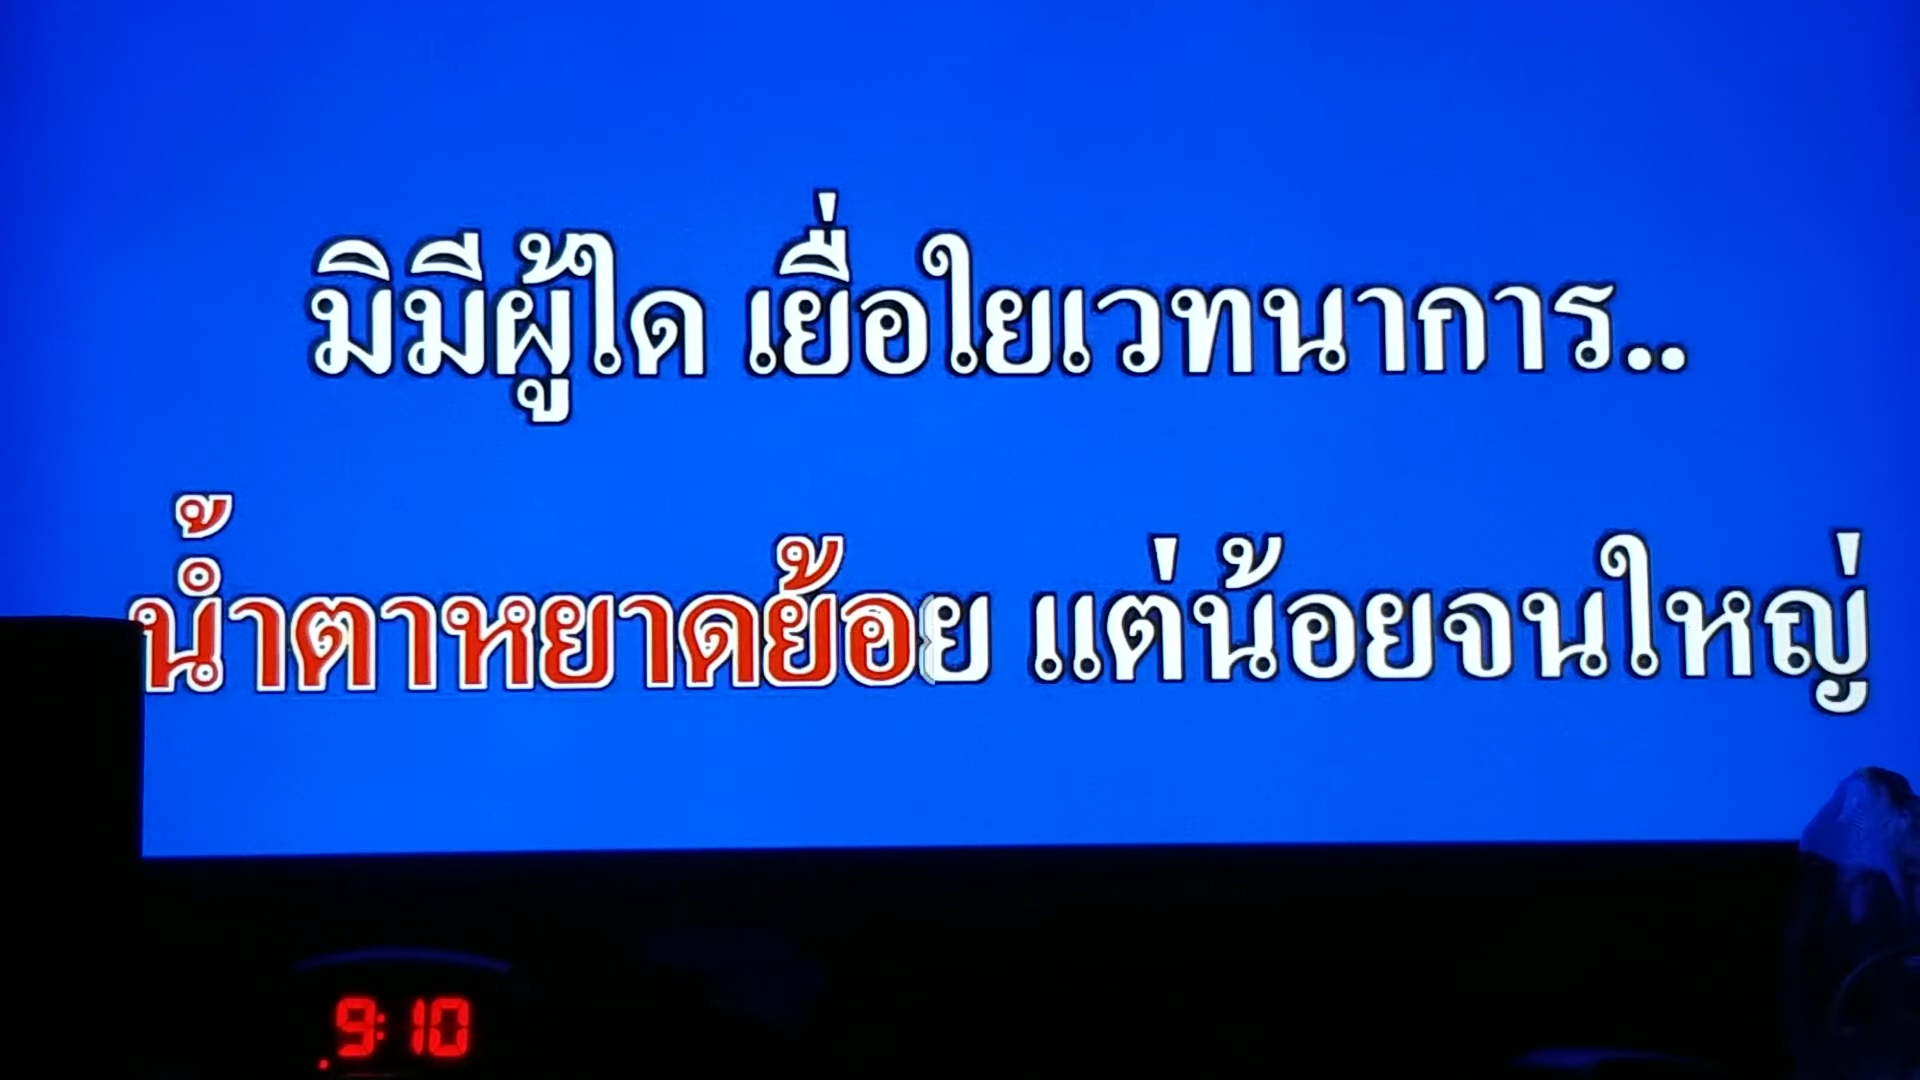 มิมีผู้ใด เยื่อใยเวทนาการ..
น้ำตาหยาดย้อย แต่น้อยจนใหญ่
9:10